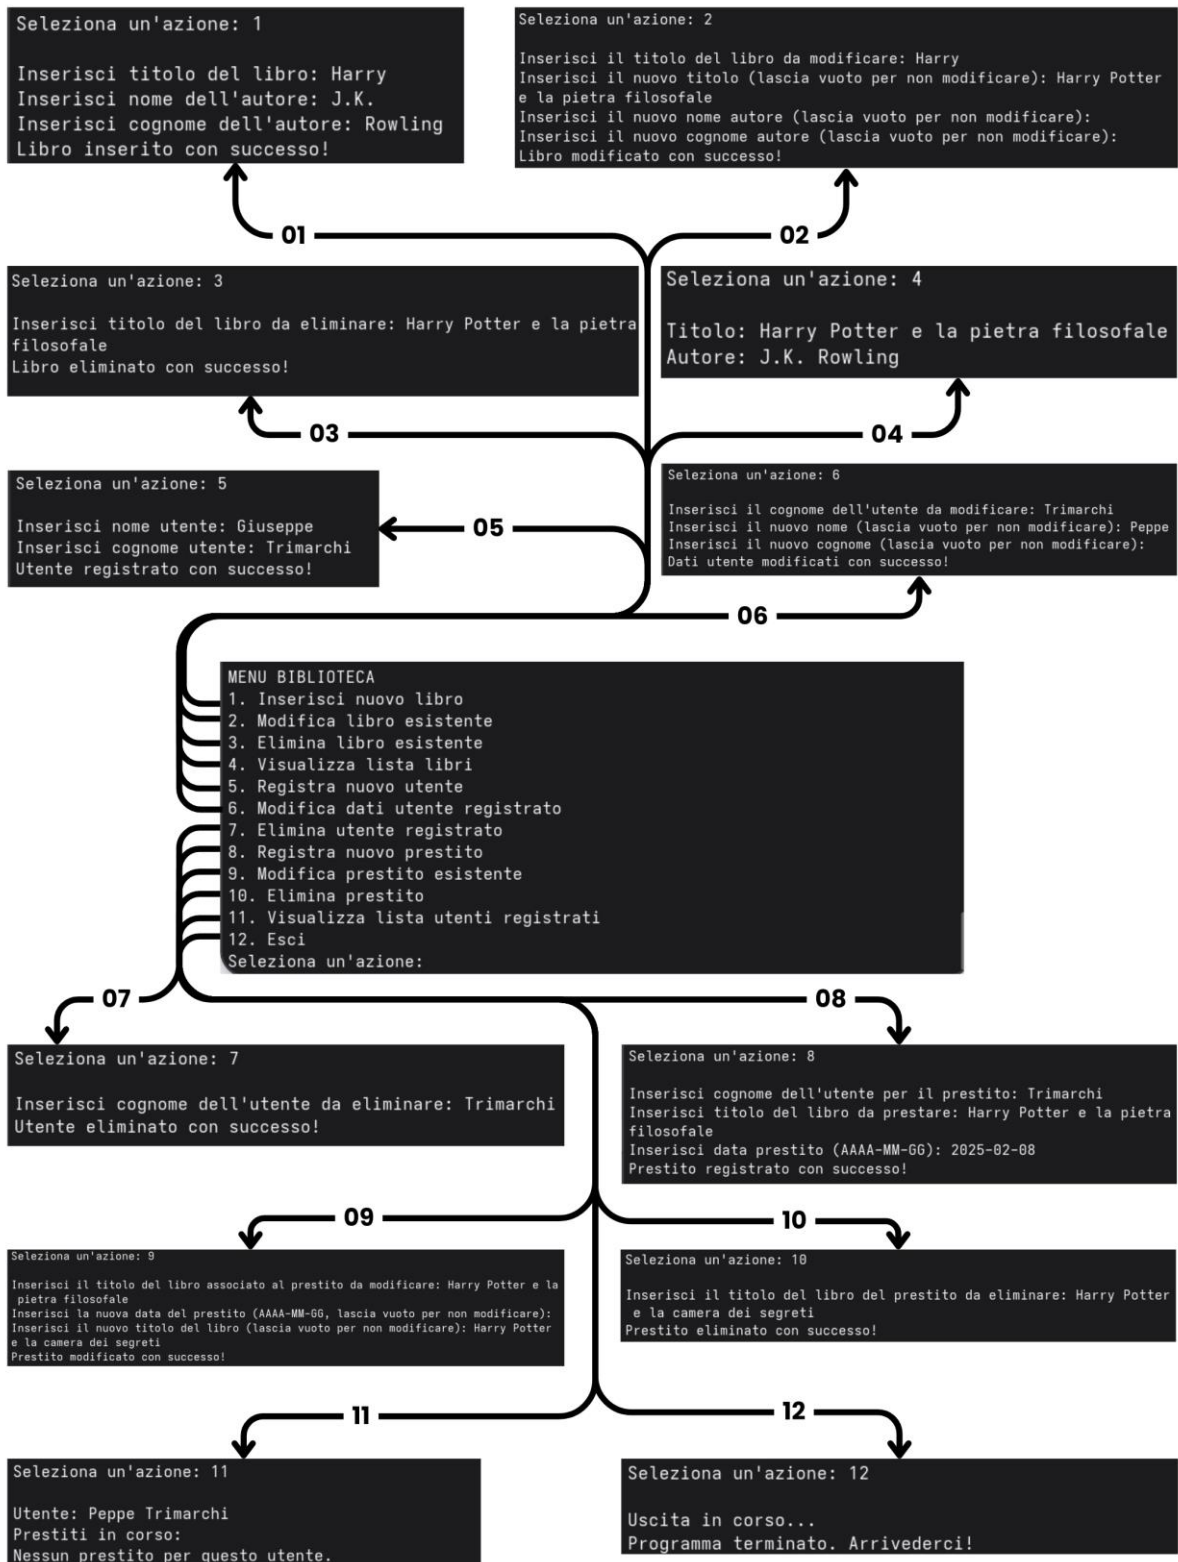 Seleziona un'azione: 1
Inserisci titolo del libro: Harry
Inserisci nome dell'autore: J.K.
Inserisci cognome dell'autore: Rowling
Libro inserito con successo!
Seleziona un'azione: 2
Inserisci il titolo del libro da modificare: Harry
Inserisci il nuovo titolo (lascia vuoto per non modificare): Harry Potter
e la pietra filosofale
Inserisci il nuovo nome autore (lascia vuoto per non modificare):
Inserisci il nuovo cognome autore (lascia vuoto per non modificare):
Libro modificato con successo!
01
02
Seleziona un'azione: 3
Inserisci titolo del libro da eliminare: Harry Potter e la pietra
filosofale
Libro eliminato con successo!
Seleziona un'azione: 4
Titolo: Harry Potter e la pietra filosofale
Autore: J.K. Rowling
03
04
Seleziona un'azione: 5
Inserisci nome utente: Giuseppe
Inserisci cognome utente: Trimarchi
Utente registrato con successo!
05
Seleziona un'azione: 6
Inserisci il cognome dell'utente da modificare: Trimarchi
Inserisci il nuovo nome (lascia vuoto per non modificare): Peppe
Inserisci il nuovo cognome (lascia vuoto per non modificare):
Dati utente modificati con successo!
06
MENU BIBLIOTECA
1. Inserisci nuovo libro
2. Modifica libro esistente
3. Elimina libro esistente
4. Visualizza lista libri
5. Registra nuovo utente
6. Modifica dati utente registrato
7. Elimina utente registrato
8. Registra nuovo prestito
9. Modifica prestito esistente
10. Elimina prestito
11. Visualizza lista utenti registrati
12. Esci
Seleziona un'azione:
07
08
Seleziona un'azione: 7
Inserisci cognome dell'utente da eliminare: Trimarchi
Utente eliminato con successo!
Seleziona un'azione: 8
Inserisci cognome dell'utente per il prestito: Trimarchi
Inserisci titolo del libro da prestare: Harry Potter e la pietra
filosofale
Inserisci data prestito (AAAA-MM-GG): 2025-02-08
Prestito registrato con successo!
09
10
Seleziona un'azione: 9
Inserisci il titolo del libro associato al prestito da modificare: Harry Potter e la
pietra filosofale
Inserisci la nuova data del prestito (AAAA-MM-GG, lascia vuoto per non modificare):
Inserisci il nuovo titolo del libro (lascia vuoto per non modificare): Harry Potter
e la camera dei segreti
Prestito modificato con successo!
Seleziona un'azione: 10
Inserisci il titolo del libro del prestito da eliminare: Harry Potter
e la camera dei segreti
Prestito eliminato con successo!
11
12
Seleziona un'azione: 11
Utente: Peppe Trimarchi
Prestiti in corso:
Nessun prestito per questo utente.
Seleziona un'azione: 12
Uscita in corso...
Programma terminato. Arrivederci!